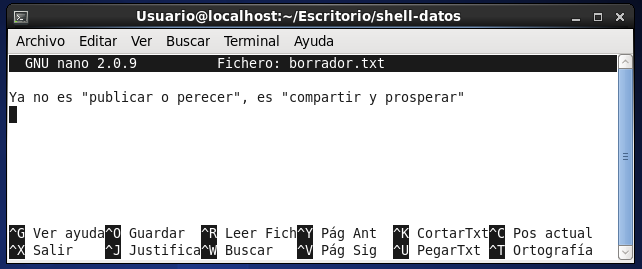 Usuario@localhost:~/Escritorio/shell-datos
Archivo Editar Ver Buscar Terminal Ayuda
GNU nano 2.0.9 Fichero: borrador.txt
Ya no es "publicar o perecer", es "compartir y prosperar"
^G Ver ayuda^O Guardar ^R Leer Fich^Y Pág Ant ^K CortarTxt^C Pos actual
^X Salir ^J Justifica^W Buscar ^V Pág Sig ^U PegarTxt ^T Ortografía